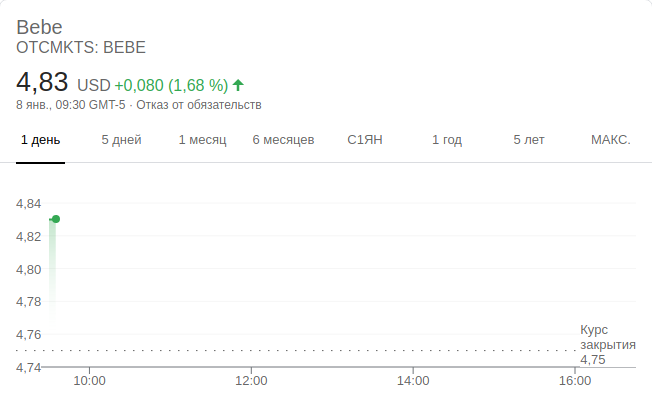 Bebe
OTCMKTS: BEBE
4,83 USD +0,080 (1,68 %)
8 янв., 09:30 GMT-5 · Отказ от обязательств
1 день 5 дней 1 месяц 6 месяцев С1ЯН 1 год 5 лет МАКС.
4,84
4,82
4,80
4,78
4,76
Курс
закрытия
4,75
4,74
10:00 12:00 14:00 16:00